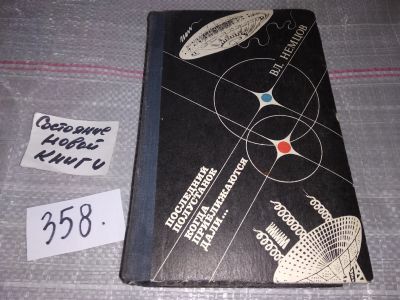 ВЛ. НЕМЦОВ
ПОСЛЕДНИЙ
ПОЛУСТАНОК
КОГДА
ПРИБЛИЖАЮТСЯ
ДАЛИ...
Состояние
новой
книги
358.